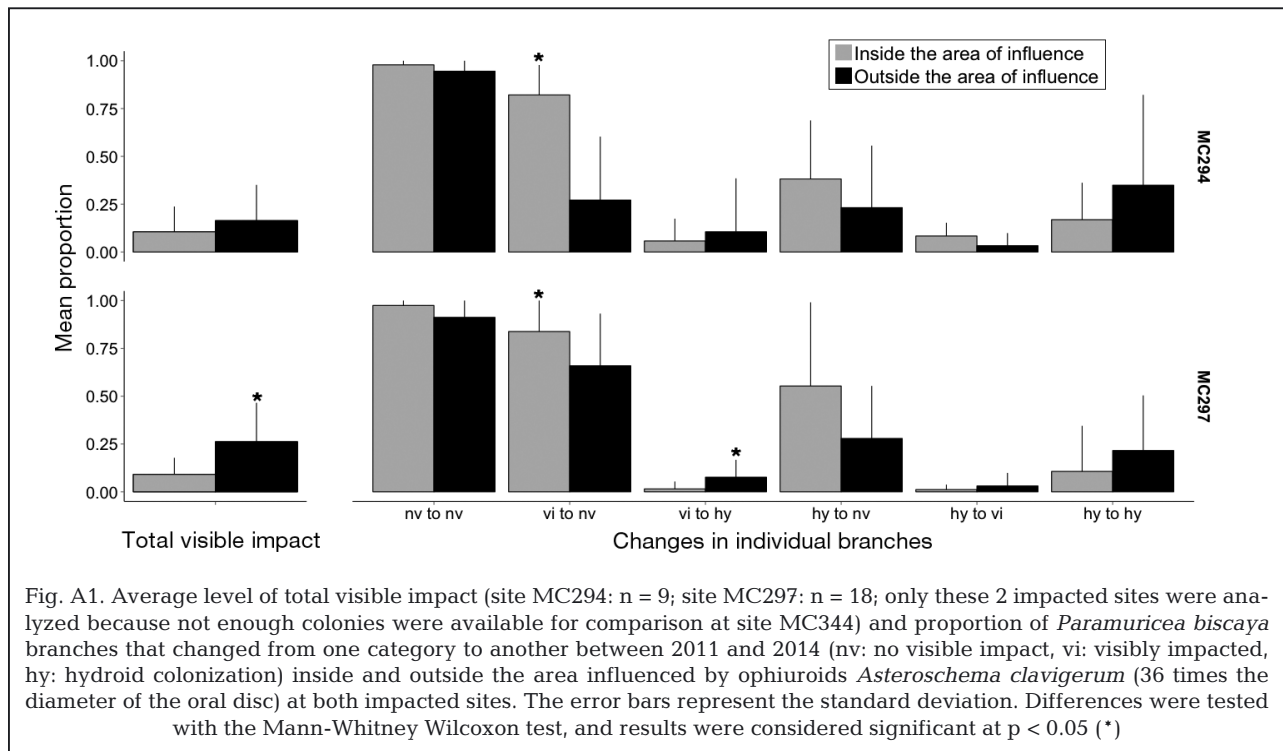 Inside the area of influence
Outside the area of influence
Mean proportion
1.00
0.75
0.50
0.25
0.00
*
MC294
1.00
0.75
0.50
0.25
0.00
*
*
*
MC297
nv to nv
vi to nv
vi to hy
hy to nv
hy to vi
hy to hy
Total visible impact
Changes in individual branches
Fig. A1. Average level of total visible impact (site MC294: n = 9; site MC297: n = 18; only these 2 impacted sites were ana-
lyzed because not enough colonies were available for comparison at site MC344) and proportion of Paramuricea biscaya
branches that changed from one category to another between 2011 and 2014 (nv: no visible impact, vi: visibly impacted,
hy: hydroid colonization) inside and outside the area influenced by ophiuroids Asteroschema clavigerum (36 times the
diameter of the oral disc) at both impacted sites. The error bars represent the standard deviation. Differences were tested
with the Mann-Whitney Wilcoxon test, and results were considered significant at p < 0.05 (*)